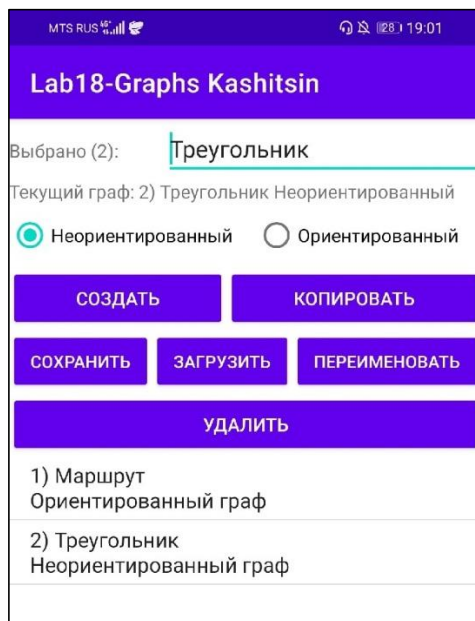 MTS RUS 28 19:01
Lab18-Graphs Kashitsin
Выбрано (2): Треугольник
Текущий граф: 2) Треугольник Неориентированный
Неориентированный Ориентированный
СОЗДАТЬ КОПИРОВАТЬ
СОХРАНИТЬ ЗАГРУЗИТЬ ПЕРЕИМЕНОВАТЬ
УДАЛИТЬ
1) Маршрут
Ориентированный граф
2) Треугольник
Неориентированный граф